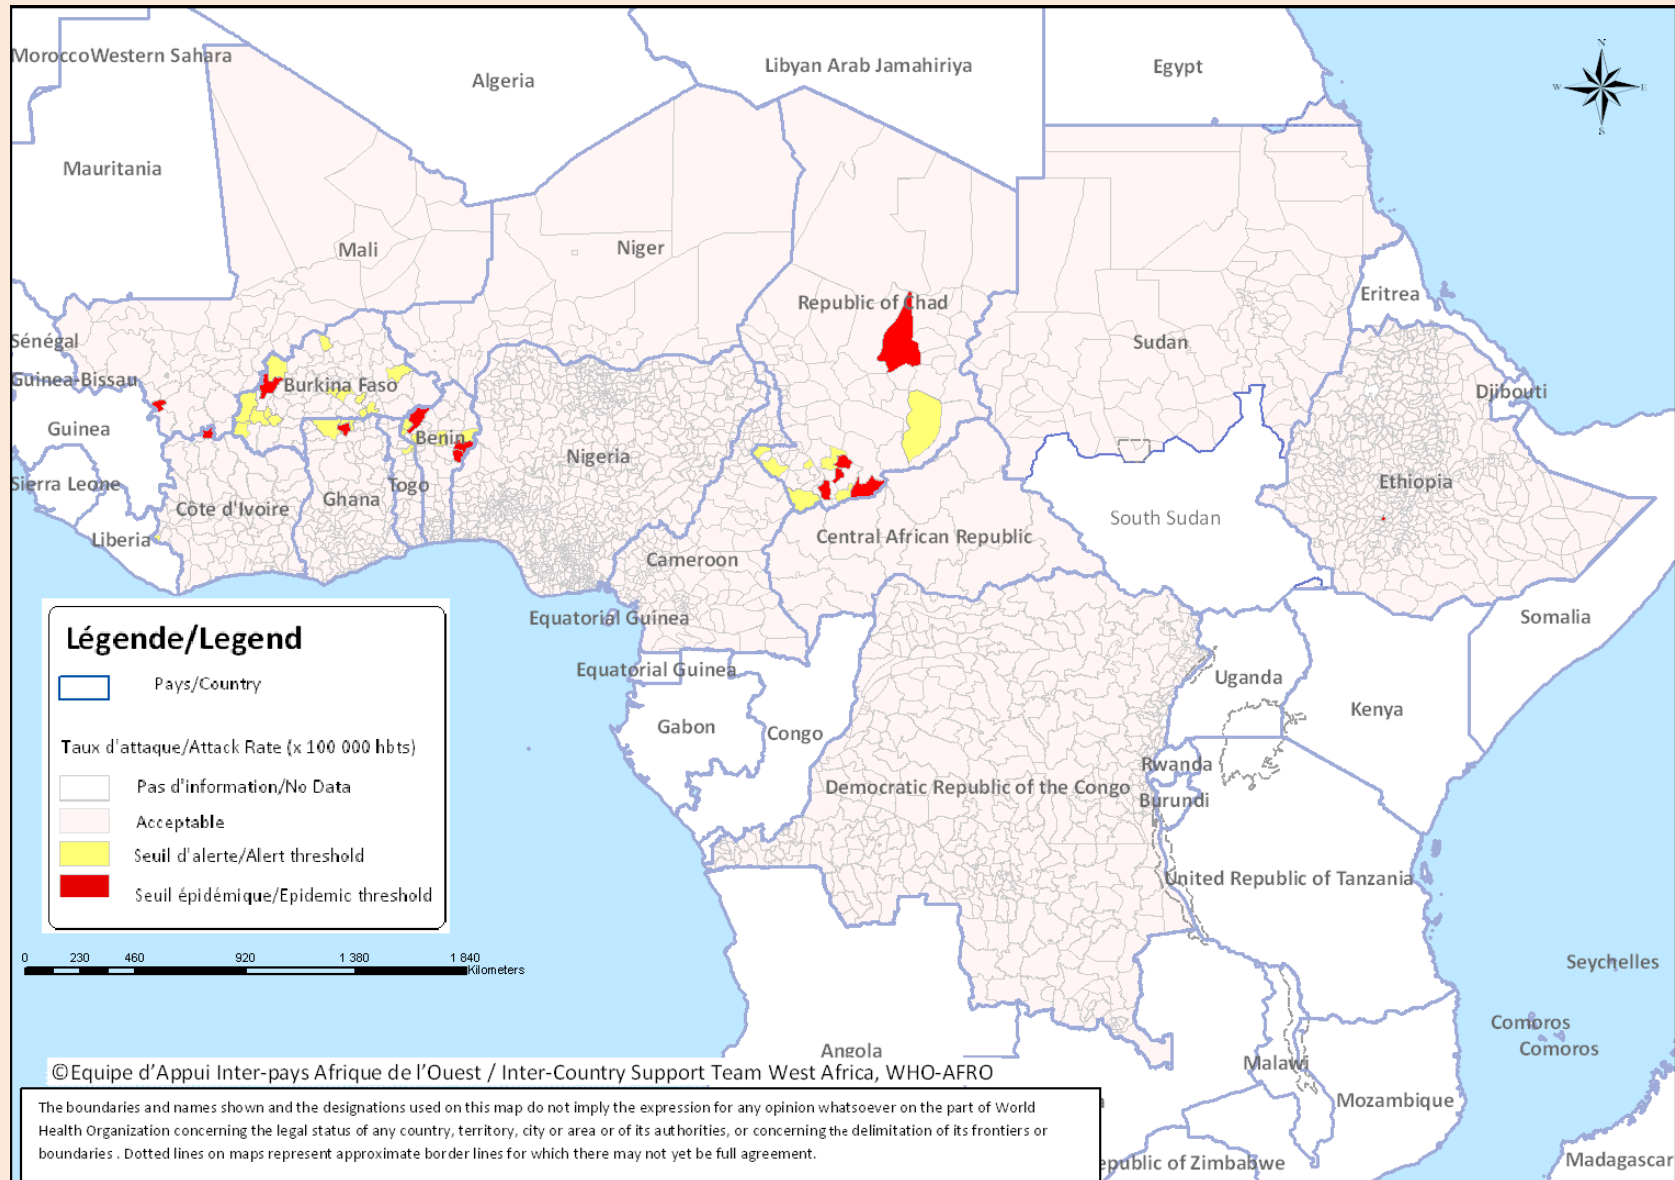 N
W
E
S
Morocco
Western Sahara
Algeria
Libyan Arab Jamahiriya
Egypt
Mauritania
Mali
Niger
Republic of Chad
Sudan
Eritrea
Sénégal
Guinea-Bissau
Burkina Faso
Djibouti
Guinea
Benin
Nigeria
Ethiopia
Sierra Leone
Côte d'Ivoire
Ghana
Togo
South Sudan
Liberia
Central African Republic
Cameroon
Equatorial Guinea
Somalia
Equatorial Guinea
Uganda
Gabon
Congo
Kenya
Rwanda
Democratic Republic of the Congo
Burundi
United Republic of Tanzania
Seychelles
Comoros
Comoros
Angola
Malawi
Mozambique
Republic of Zimbabwe
Madagascar
Légende/Legend
Pays/Country
Taux d'attaque/Attack Rate (x 100 000 hbts)
Pas d'information/No Data
Acceptable
Seuil d'alerte/Alert threshold
Seuil épidémique/Epidemic threshold
0 230 460 920 1 380 1 840
Kilometers
©Equipe d'Appui Inter-pays Afrique de l'Ouest / Inter-Country Support Team West Africa, WHO-AFRO
The boundaries and names shown and the designations used on this map do not imply the expression for any opinion whatsoever on the part of World
Health Organization concerning the legal status of any country, territory, city or area or of its authorities, or concerning the delimitation of its frontiers or
boundaries . Dotted lines on maps represent approximate border lines for which there may not yet be full agreement.